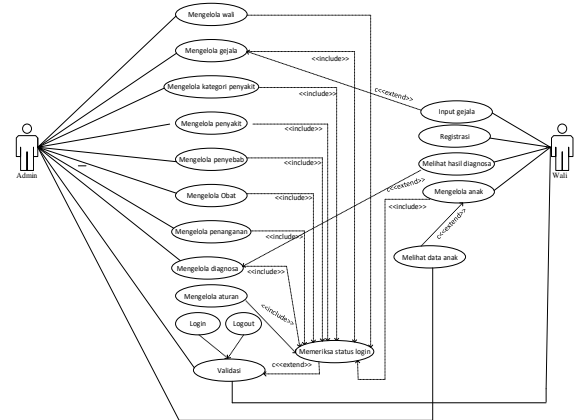 Mengelola wali
Mengelola gejala
<<include>>
c<<extend>>
Mengelola kategori penyakit
<<include>>
Input gejala
Mengelola penyakit
<<include>>
Registrasi
Mengelola penyebab
<<include>>
Melihat hasil diagnosa
Admin
Wali
c<<extend>>
Mengelola anak
Mengelola Obat
<<include>>
<<include>>
Mengelola penanganan
<<include>>
c<<extend>>
Melihat data anak
Mengelola diagnosa
<<include>>
Mengelola aturan
<<include>>
Login
Logout
Memeriksa status login
Validasi
c<<extend>>